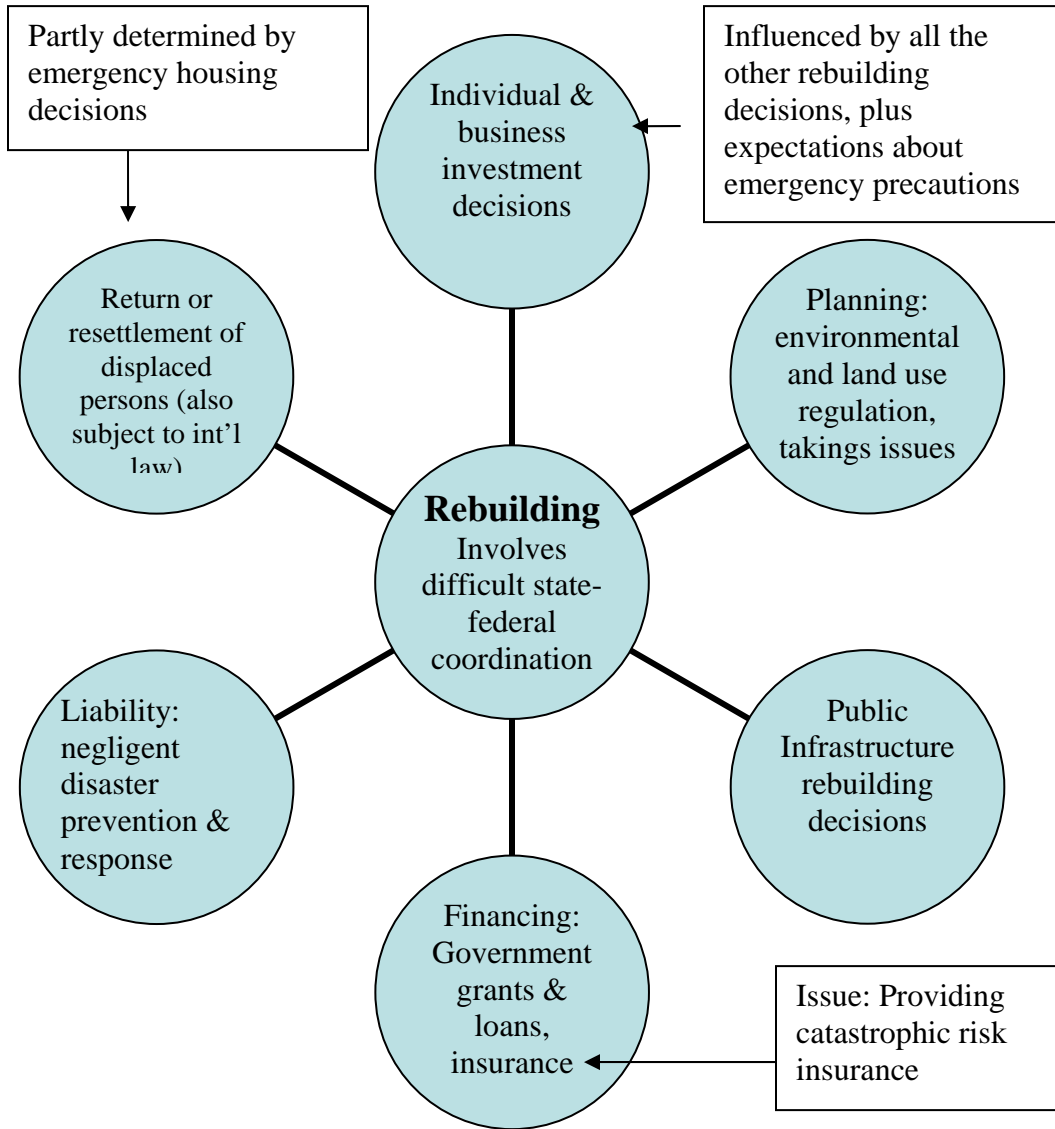 Partly determined by
emergency housing
decisions
Individual &
business
investment
decisions
Influenced by all the
other rebuilding
decisions, plus
expectations about
emergency precautions
Return or
resettlement of
displaced
persons (also
subject to int'l
law)
Planning:
environmental
and land use
regulation,
takings issues
Rebuilding
Involves
difficult state-
federal
coordination
Liability:
negligent
disaster
prevention &
response
Public
Infrastructure
rebuilding
decisions
Financing:
Government
grants &
loans,
insurance
Issue: Providing
catastrophic risk
insurance